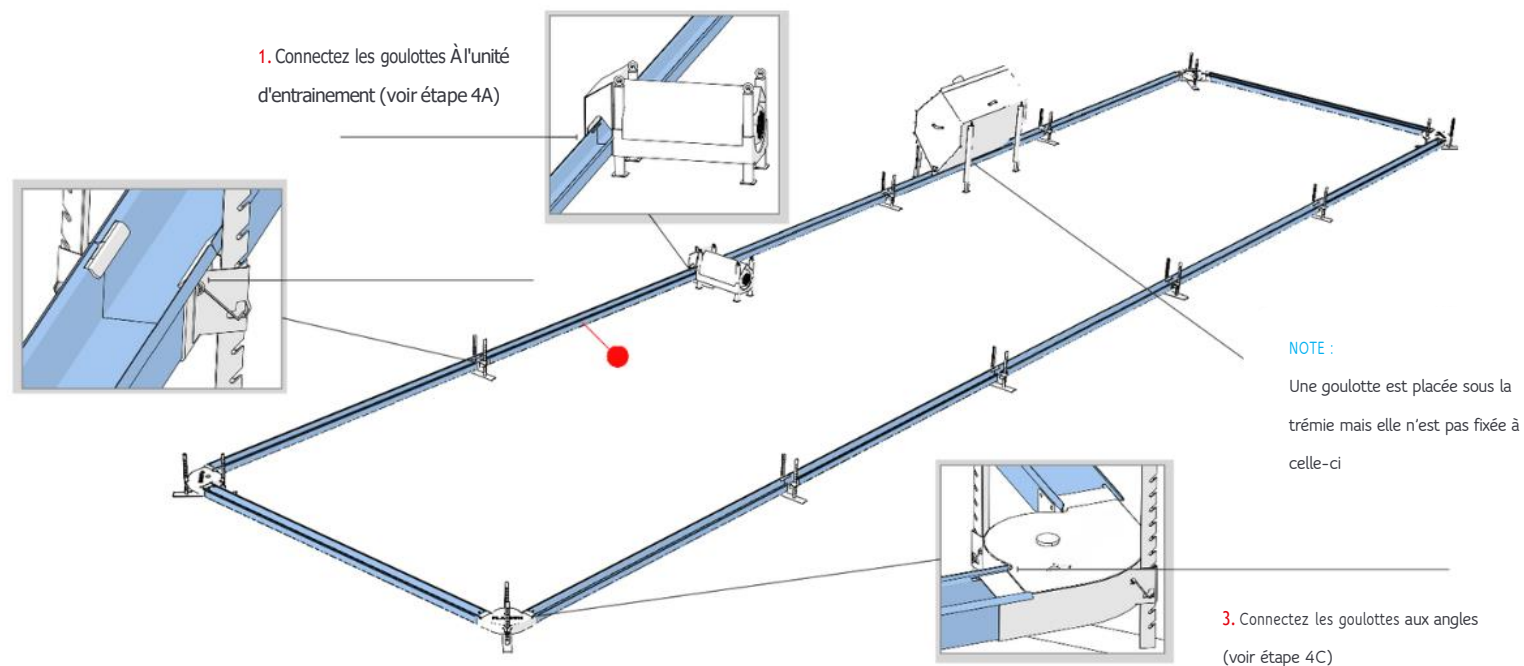 1. Connectez les goulottes À l'unité
d'entrainement (voir étape 4A)
NOTE :
Une goulotte est placée sous la
trémie mais elle n'est pas fixée à
celle-ci
3. Connectez les goulottes aux angles
(voir étape 4C)